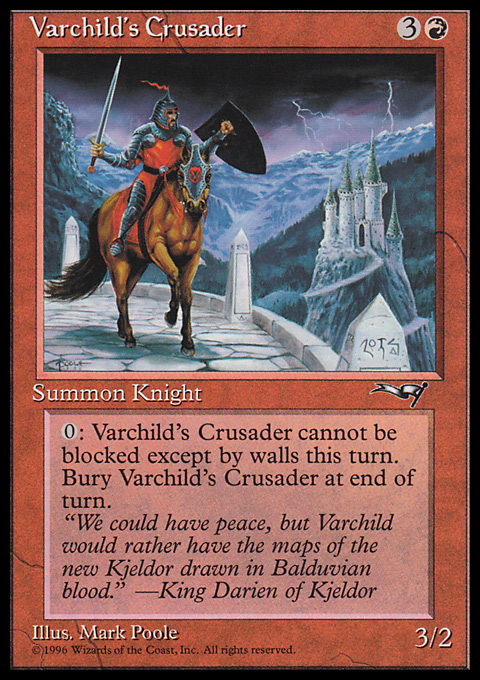 Varchild's Crusader 3
Summon Knight
0: Varchild's Crusader cannot be
blocked except by walls this turn.
Bury Varchild's Crusader at end of
turn.
“We could have peace, but Varchild
would rather have the maps of the
new Kjeldor drawn in Balduvian
blood.” —King Darien of Kjeldor
Illus. Mark Poole
3/2
©1996 Wizards of the Coast, Inc. All rights reserved.